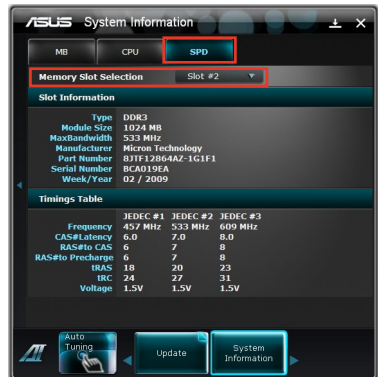 ASUS System Information
MB CPU SPD
Memory Slot Selection Slot #2
Slot Information
Type DDR3
Module Size 1024 MB
MaxBandwidth 533 MHz
Manufacturer Micron Technology
Part Number 8JTF12864AZ-1G1F1
Serial Number BCA019EA
Week/Year 02 / 2009
Timings Table
JEDEC #1 JEDEC #2 JEDEC #3
Frequency 457 MHz 533 MHz 609 MHz
CAS#Latency 6.0 7.0 8.0
RAS#to CAS 6 7 8
RAS#to Precharge 6 7 8
tRAS 18 20 23
tRC 24 27 31
Voltage 1.5V 1.5V 1.5V
Auto
Tuning
Update
System
Information